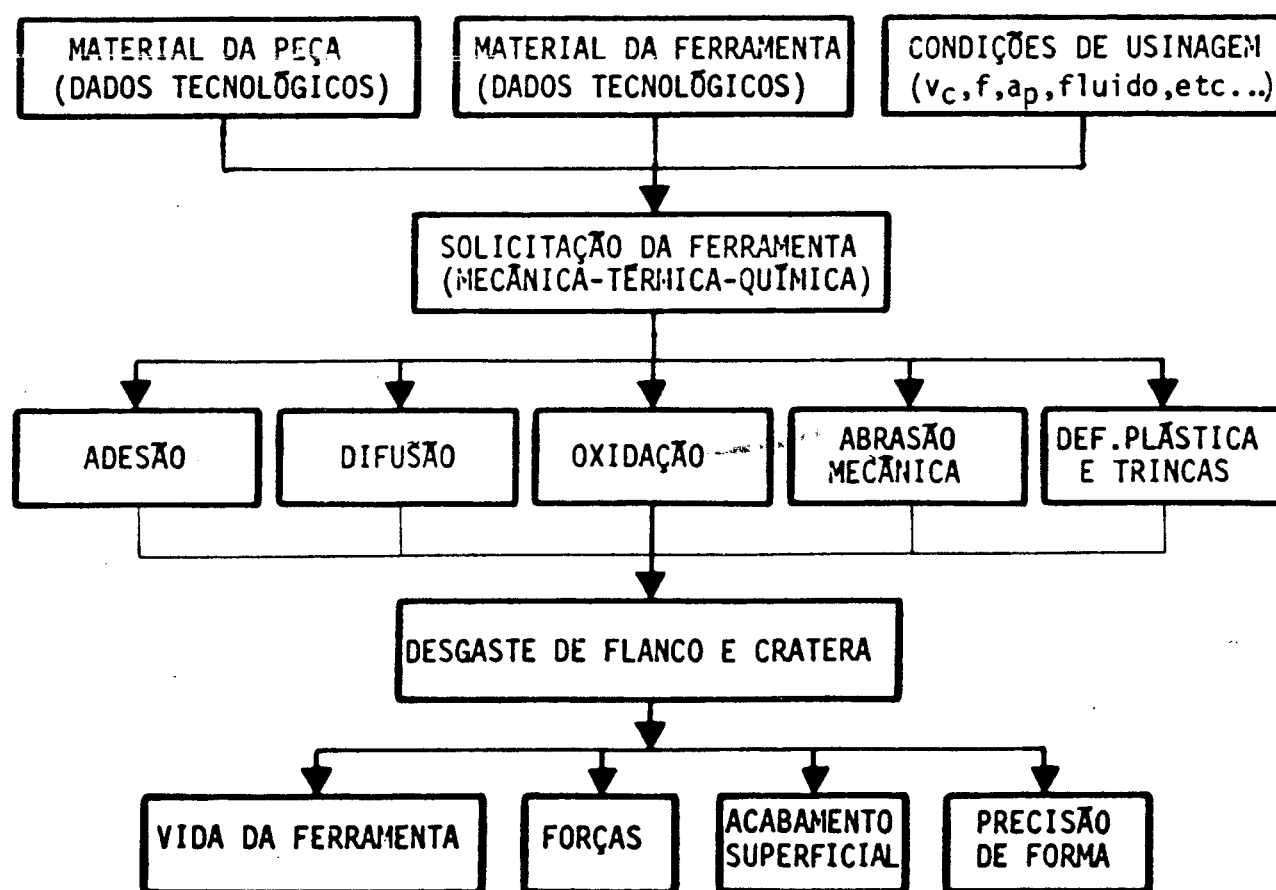 MATERIAL DA PEÇA
(DADOS TECNOLÓGICOS)
MATERIAL DA FERRAMENTA
(DADOS TECNOLÓGICOS)
CONDIÇÕES DE USINAGEM
(vc,f,ap,fluido,etc...)
SOLICITAÇÃO DA FERRAMENTA
(MECÂNICA-TÉRMICA-QUÍMICA)
ADESÃO
DIFUSÃO
OXIDAÇÃO
ABRASÃO
MECÂNICA
DEF.PLÁSTICA
E TRINCAS
DESGASTE DE FLANCO E CRATERA
VIDA DA FERRAMENTA
FORÇAS
ACABAMENTO
SUPERFICIAL
PRECISÃO
DE FORMA